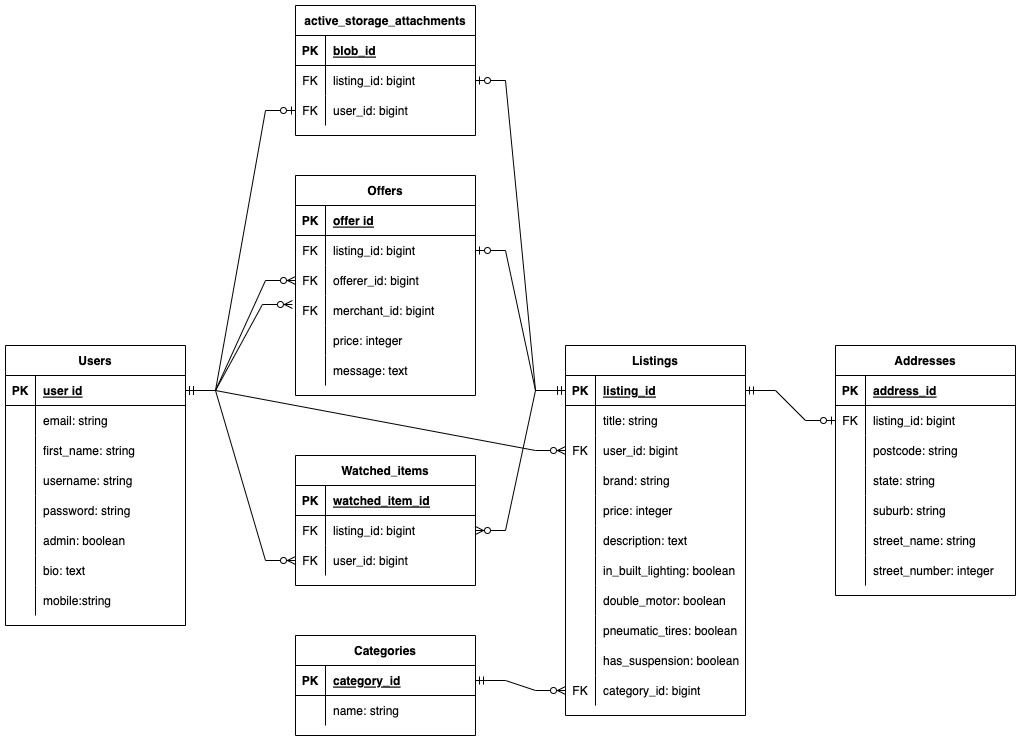 active_storage_attachments
PK blob_id
FK listing_id: bigint
FK user_id: bigint
Offers
PK offer id
FK listing_id: bigint
FK offerer_id: bigint
FK merchant_id: bigint
price: integer
message: text
Users
PK user id
email: string
first_name: string
username: string
password: string
admin: boolean
bio: text
mobile:string
Watched_items
PK watched_item_id
FK listing_id: bigint
FK user_id: bigint
Categories
PK category_id
name: string
Listings
PK listing_id
title: string
FK user_id: bigint
brand: string
price: integer
description: text
in_built_lighting: boolean
double_motor: boolean
pneumatic_tires: boolean
has_suspension: boolean
FK category_id: bigint
Addresses
PK address_id
FK listing_id: bigint
postcode: string
state: string
suburb: string
street_name: string
street_number: integer